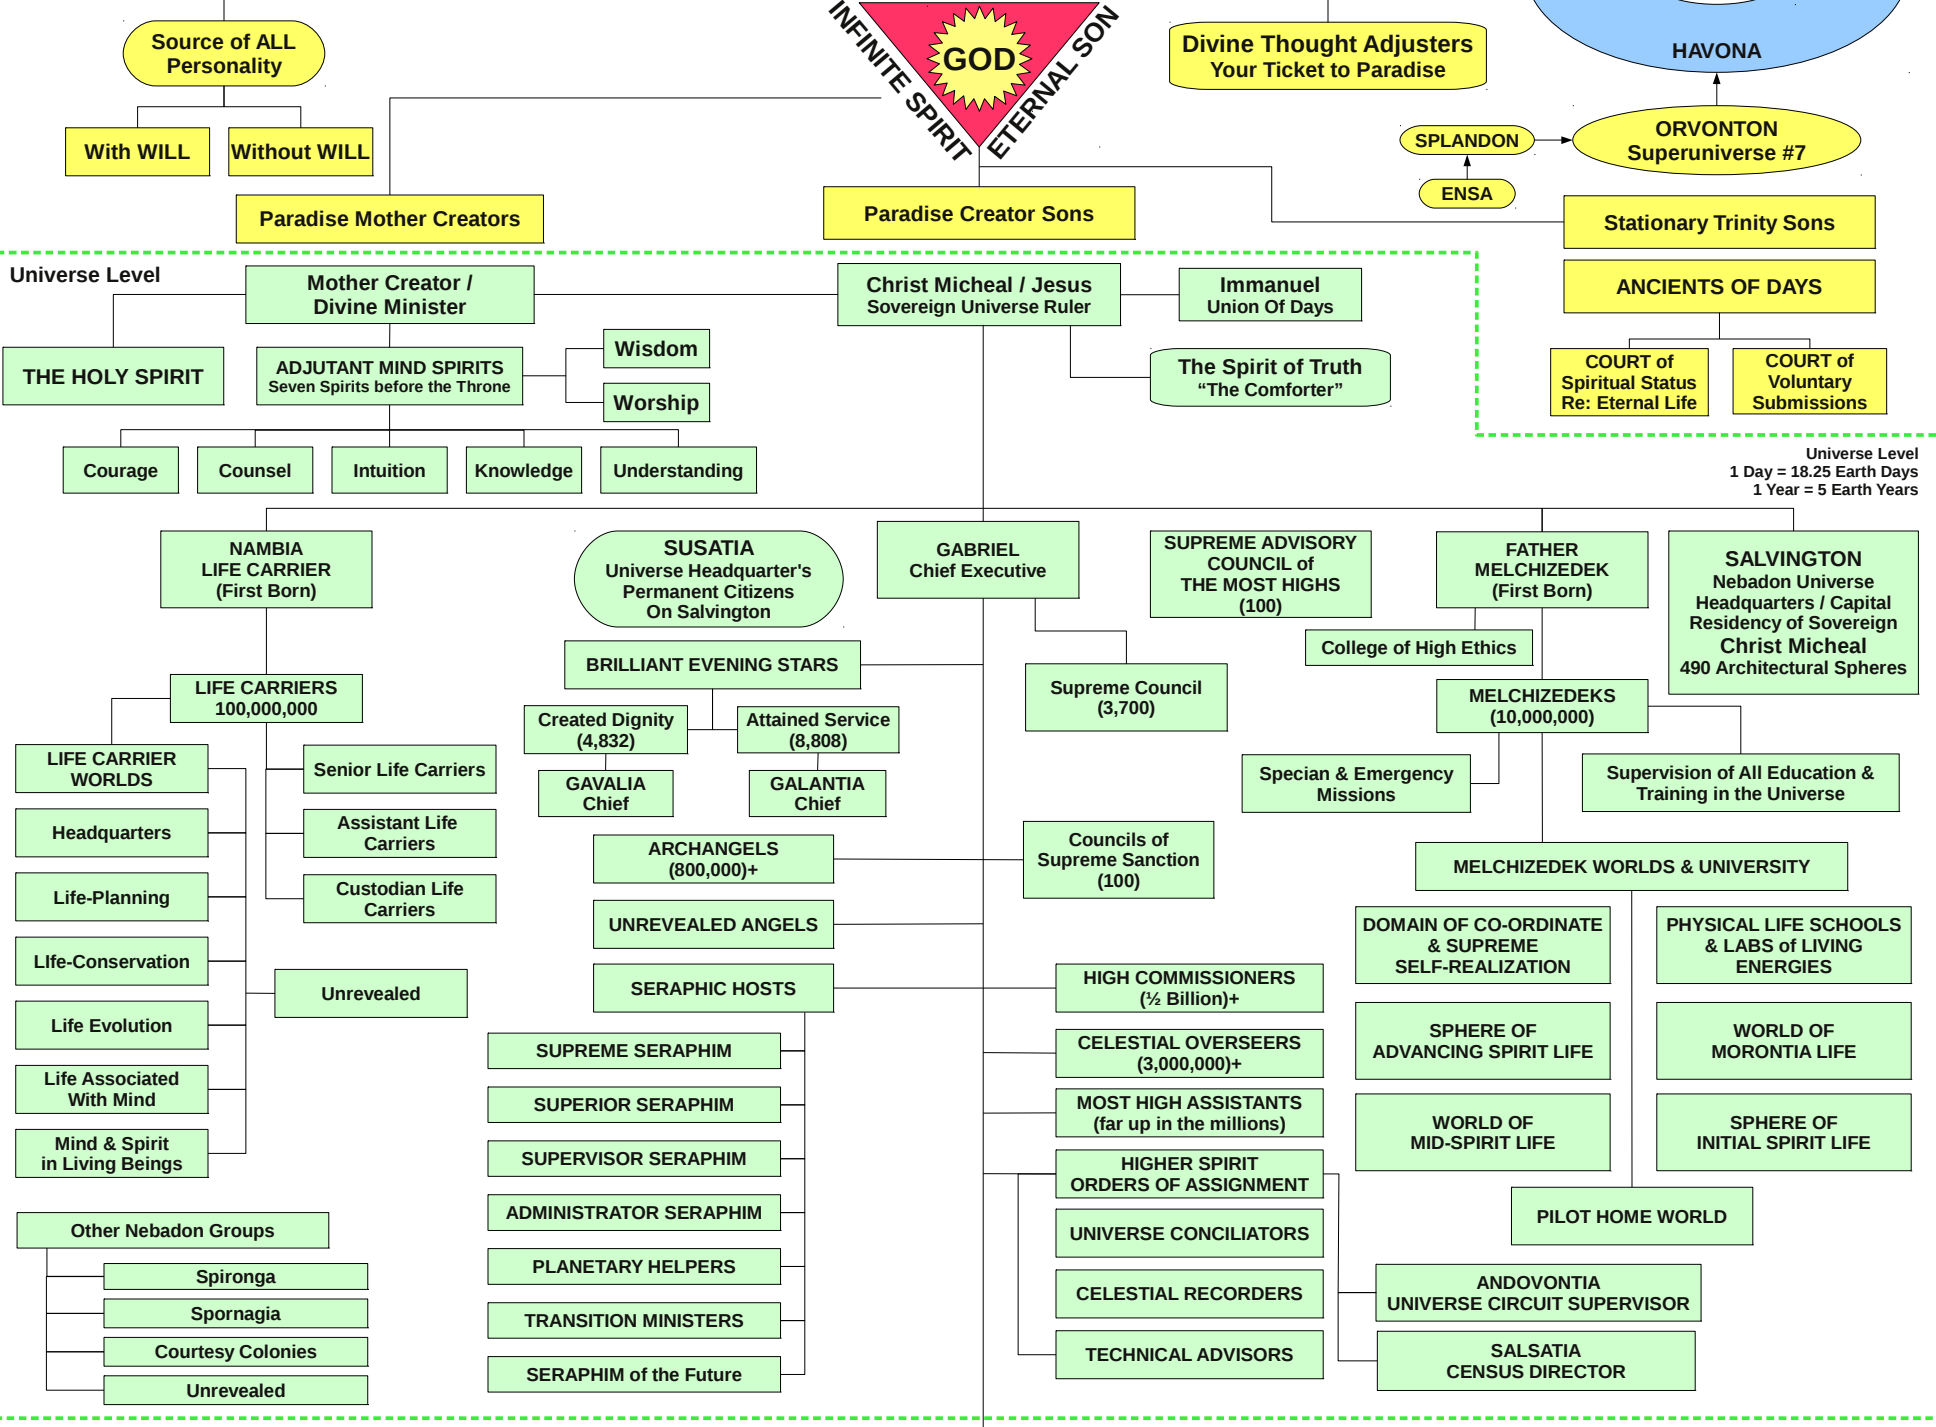 Source of ALL
Personality
With WILL
Without WILL
INFINITE SPIRIT
GOD
ETERNAL SON
Divine Thought Adjusters
Your Ticket to Paradise
HAVONA
ORVONTON
Superuniverse #7
SPLANDON
ENSA
Paradise Mother Creators
Paradise Creator Sons
Stationary Trinity Sons
ANCIENTS OF DAYS
COURT of
Spiritual Status
Re: Eternal Life
COURT of
Voluntary
Submissions
Universe Level
Mother Creator /
Divine Minister
Christ Micheal / Jesus
Sovereign Universe Ruler
Immanuel
Union Of Days
THE HOLY SPIRIT
ADJUTANT MIND SPIRITS
Seven Spirits before the Throne
Wisdom
Worship
The Spirit of Truth
“The Comforter”
Courage
Counsel
Intuition
Knowledge
Understanding
Universe Level
1 Day = 18.25 Earth Days
1 Year = 5 Earth Years
NAMBIA
LIFE CARRIER
(First Born)
SUSATIA
Universe Headquarter's
Permanent Citizens
On Salvington
GABRIEL
Chief Executive
SUPREME ADVISORY
COUNCIL of
THE MOST HIGHS
(100)
FATHER
MELCHIZEDEK
(First Born)
SALVINGTON
Nebadon Universe
Headquarters / Capital
Residency of Sovereign
Christ Micheal
490 Architectural Spheres
College of High Ethics
BRILLIANT EVENING STARS
Supreme Council
(3,700)
LIFE CARRIERS
100,000,000
MELCHIZEDEKS
(10,000,000)
Created Dignity
(4,832)
Attained Service
(8,808)
GAVALIA
Chief
GALANTIA
Chief
Specian & Emergency
Missions
Supervision of All Education &
Training in the Universe
LIFE CARRIER
WORLDS
Headquarters
Life-Planning
LIfe-Conservation
Life Evolution
Life Associated
With Mind
Mind & Spirit
in Living Beings
Senior Life Carriers
Assistant Life
Carriers
Custodian Life
Carriers
Unrevealed
ARCHANGELS
(800,000)+
Councils of
Supreme Sanction
(100)
UNREVEALED ANGELS
SERAPHIC HOSTS
SUPREME SERAPHIM
SUPERIOR SERAPHIM
SUPERVISOR SERAPHIM
ADMINISTRATOR SERAPHIM
PLANETARY HELPERS
TRANSITION MINISTERS
SERAPHIM of the Future
HIGH COMMISSIONERS
(½ Billion)+
CELESTIAL OVERSEERS
(3,000,000)+
MOST HIGH ASSISTANTS
(far up in the millions)
HIGHER SPIRIT
ORDERS OF ASSIGNMENT
UNIVERSE CONCILIATORS
CELESTIAL RECORDERS
TECHNICAL ADVISORS
MELCHIZEDEK WORLDS & UNIVERSITY
DOMAIN OF CO-ORDINATE
& SUPREME
SELF-REALIZATION
PHYSICAL LIFE SCHOOLS
& LABS of LIVING
ENERGIES
SPHERE OF
ADVANCING SPIRIT LIFE
WORLD OF
MORONTIA LIFE
WORLD OF
MID-SPIRIT LIFE
SPHERE OF
INITIAL SPIRIT LIFE
PILOT HOME WORLD
ANDOVONTIA
UNIVERSE CIRCUIT SUPERVISOR
SALSATIA
CENSUS DIRECTOR
Other Nebadon Groups
Spironga
Spornagia
Courtesy Colonies
Unrevealed